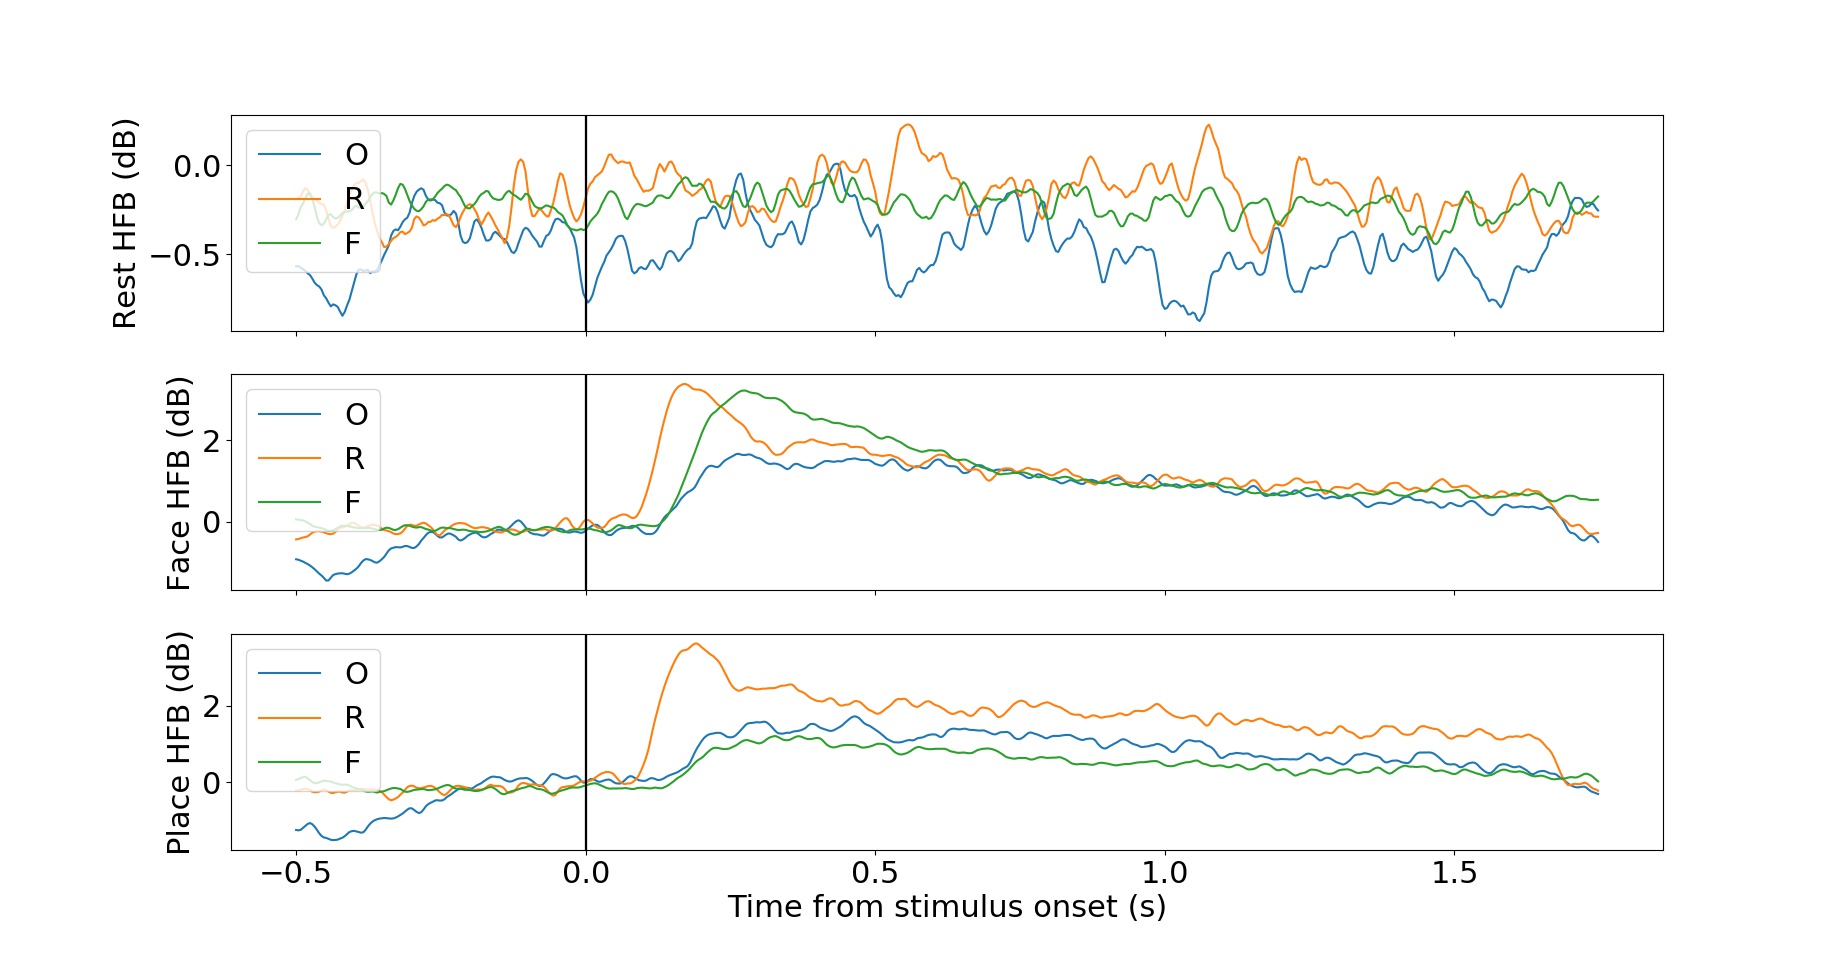 Rest HFB (dB)
0.0
−0.5
O
R
F
Face HFB (dB)
2
0
O
R
F
Place HFB (dB)
2
0
O
R
F
−0.5 0.0 0.5 1.0 1.5
Time from stimulus onset (s)